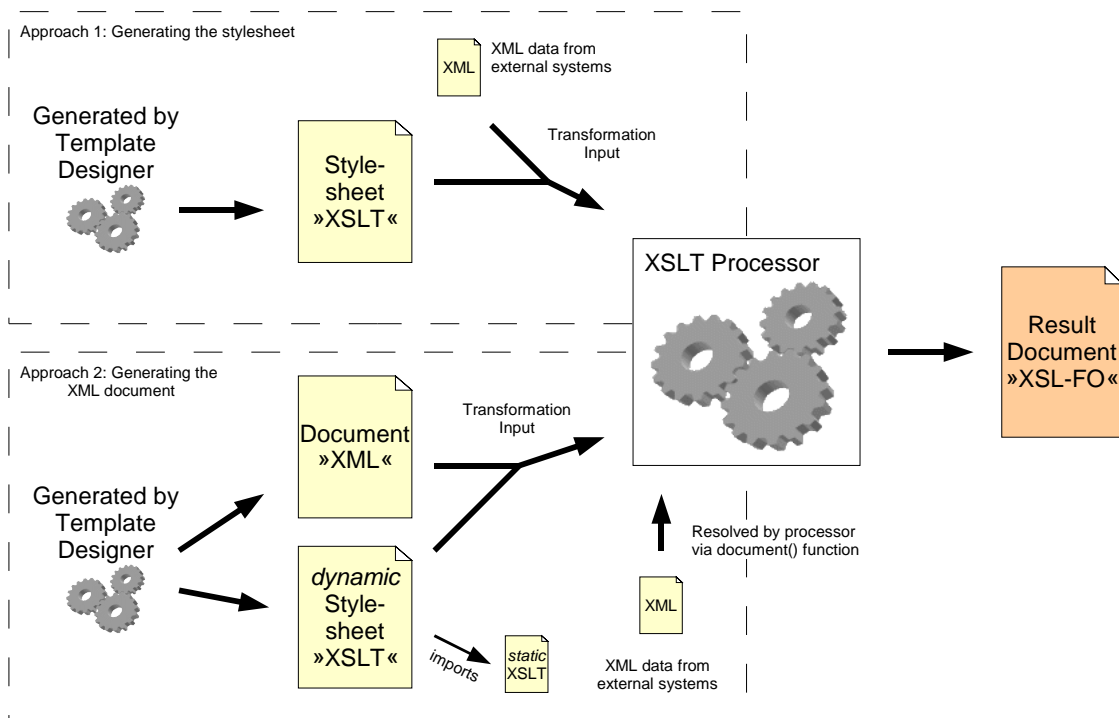 Approach 1: Generating the stylesheet
XML
XML data from
external systems
Generated by
Template
Designer
Style-
sheet
»XSLT«
Transformation
Input
XSLT Processor
Result
Document
»XSL-FO«
Approach 2: Generating the
XML document
Document
»XML«
Transformation
Input
Generated by
Template
Designer
dynamic
Style-
sheet
»XSLT«
imports
static
XSLT
Resolved by processor
via document() function
XML
XML data from
external systems